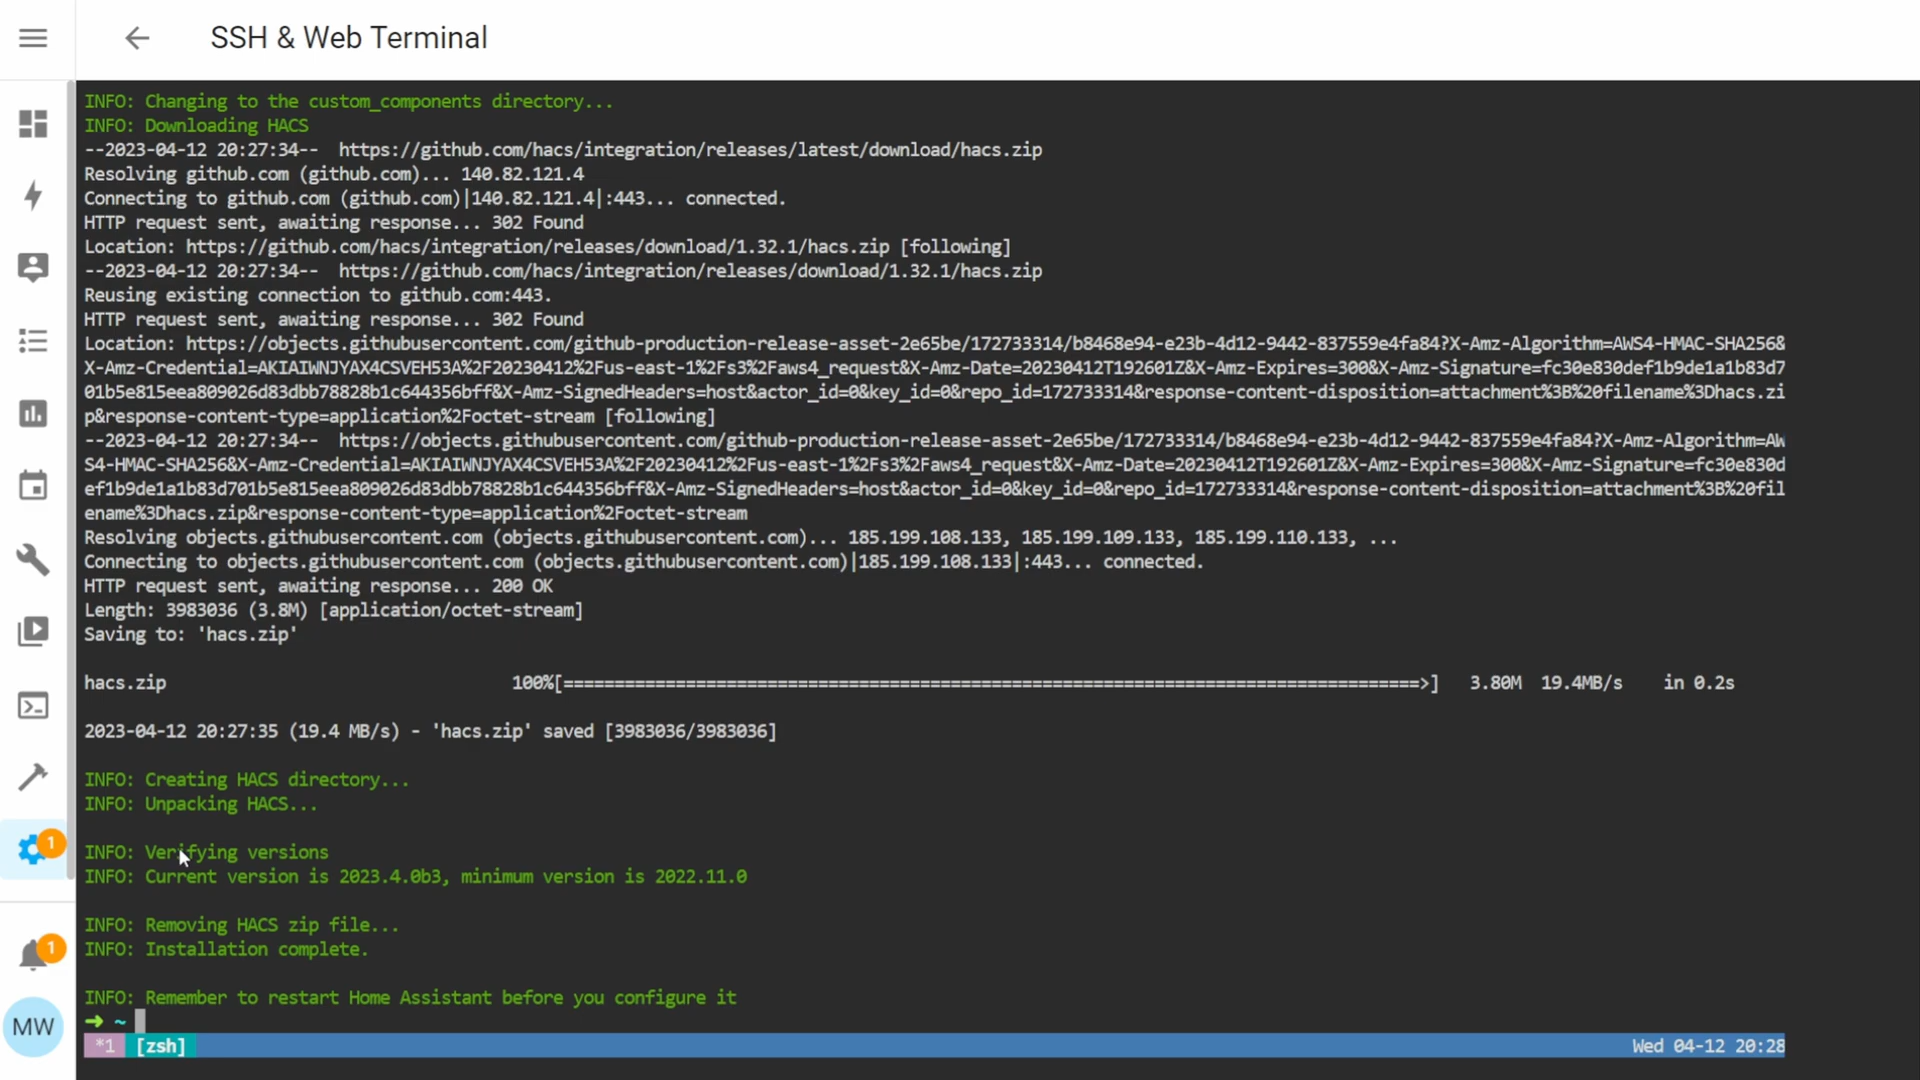 SSH & Web Terminal
INFO: Changing to the custom_components directory...
INFO: Downloading HACS
--2023-04-12 20:27:34--  https://github.com/hacs/integration/releases/latest/download/hacs.zip
Resolving github.com (github.com)... 140.82.121.4
Connecting to github.com (github.com)|140.82.121.4|:443... connected.
HTTP request sent, awaiting response... 302 Found
Location: https://github.com/hacs/integration/releases/download/1.32.1/hacs.zip [following]
--2023-04-12 20:27:34--  https://github.com/hacs/integration/releases/download/1.32.1/hacs.zip
Reusing existing connection to github.com:443.
HTTP request sent, awaiting response... 302 Found
Location: https://objects.githubusercontent.com/github-production-release-asset-2e65be/172733314/b8468e94-e23b-4d12-9442-837559e4fa84?X-Amz-Algorithm=AWS4-HMAC-SHA256&
X-Amz-Credential=AKIAIWNJYAX4CSVEH53A%2F20230412%2Fus-east-1%2Fs3%2Faws4_request&X-Amz-Date=20230412T192601Z&X-Amz-Expires=300&X-Amz-Signature=fc30e830def1b9de1a1b83d7
01b5e815eea809026d83dbb78828b1c644356bff&X-Amz-SignedHeaders=host&actor_id=0&key_id=0&repo_id=172733314&response-content-disposition=attachment%3B%20filename%3Dhacs.zi
p&response-content-type=application%2Foctet-stream [following]
--2023-04-12 20:27:34--  https://objects.githubusercontent.com/github-production-release-asset-2e65be/172733314/b8468e94-e23b-4d12-9442-837559e4fa84?X-Amz-Algorithm=AW
S4-HMAC-SHA256&X-Amz-Credential=AKIAIWNJYAX4CSVEH53A%2F20230412%2Fus-east-1%2Fs3%2Faws4_request&X-Amz-Date=20230412T192601Z&X-Amz-Expires=300&X-Amz-Signature=fc30e830d
ef1b9de1a1b83d701b5e815eea809026d83dbb78828b1c644356bff&X-Amz-SignedHeaders=host&actor_id=0&key_id=0&repo_id=172733314&response-content-disposition=attachment%3B%20fil
ename%3Dhacs.zip&response-content-type=application%2Foctet-stream
Resolving objects.githubusercontent.com (objects.githubusercontent.com)... 185.199.108.133, 185.199.109.133, 185.199.110.133, ...
Connecting to objects.githubusercontent.com (objects.githubusercontent.com)|185.199.108.133|:443... connected.
HTTP request sent, awaiting response... 200 OK
Length: 3983036 (3.8M) [application/octet-stream]
Saving to: 'hacs.zip'
hacs.zip 100%[====================================================================================>] 3.80M 19.4MB/s in 0.2s
2023-04-12 20:27:35 (19.4 MB/s) - 'hacs.zip' saved [3983036/3983036]
INFO: Creating HACS directory...
INFO: Unpacking HACS...
INFO: Verifying versions
INFO: Current version is 2023.4.0b3, minimum version is 2022.11.0
INFO: Removing HACS zip file...
INFO: Installation complete.
INFO: Remember to restart Home Assistant before you configure it
➜ ~
*1 [zsh] Wed 04-12 20:28
1
1
MW